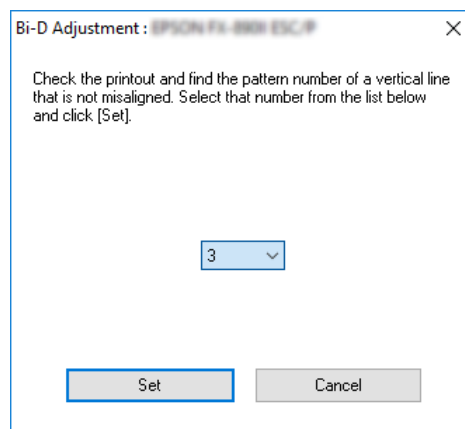 Bi-D Adjustment :
Check the printout and find the pattern number of a vertical line
that is not misaligned. Select that number from the list below
and click [Set].
3
Set
Cancel